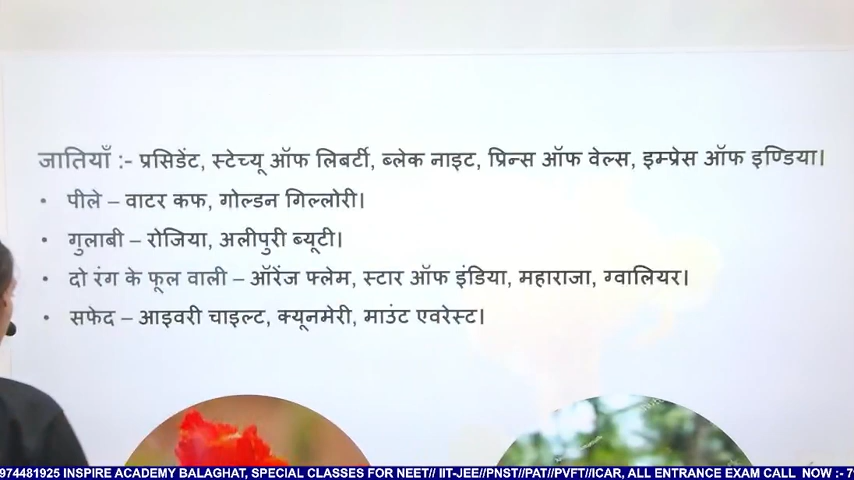 जातियाँ :- प्रसिडेंट, स्टेच्यू ऑफ लिबर्टी, ब्लेक नाइट, प्रिन्स ऑफ वेल्स, इम्प्रेस ऑफ इण्डिया।
• पीले – वाटर कफ, गोल्डन गिल्लोरी।
• गुलाबी – रोजिया, अलीपुरी ब्यूटी।
• दो रंग के फूल वाली – ऑरेंज फ्लेम, स्टार ऑफ इंडिया, महाराजा, ग्वालियर।
• सफेद – आइवरी चाइल्ट, क्यूनमेरी, माउंट एवरेस्ट।
974481925 INSPIRE ACADEMY BALAGHAT, SPECIAL CLASSES FOR NEET// IIT-JEE//PNST//PAT//PVFT//ICAR, ALL ENTRANCE EXAM CALL NOW :- 7